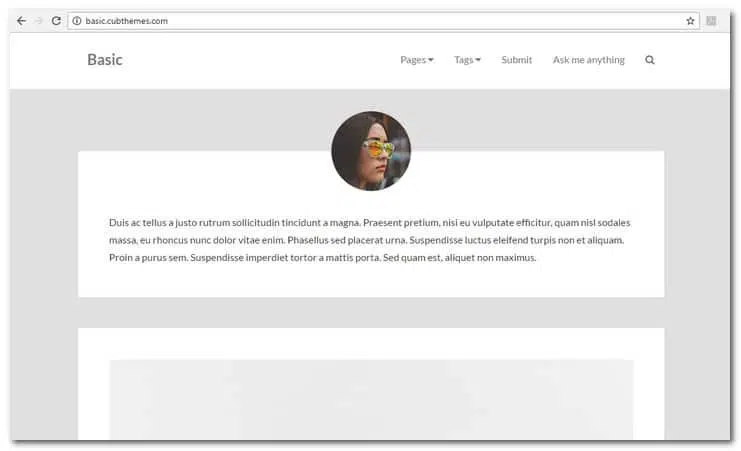 basic.cubthemes.com
Basic
Pages Tags Submit Ask me anything
Duis ac tellus a justo rutrum sollicitudin tincidunt a magna. Praesent pretium, nisi eu vulputate efficitur, quam nisl sodales
massa, eu rhoncus nunc dolor vitae enim. Phasellus sed placerat urna. Suspendisse luctus eleifend turpis non et aliquam.
Proin a purus sem. Suspendisse imperdiet tortor a mattis porta. Sed quam est, aliquet non maximus.